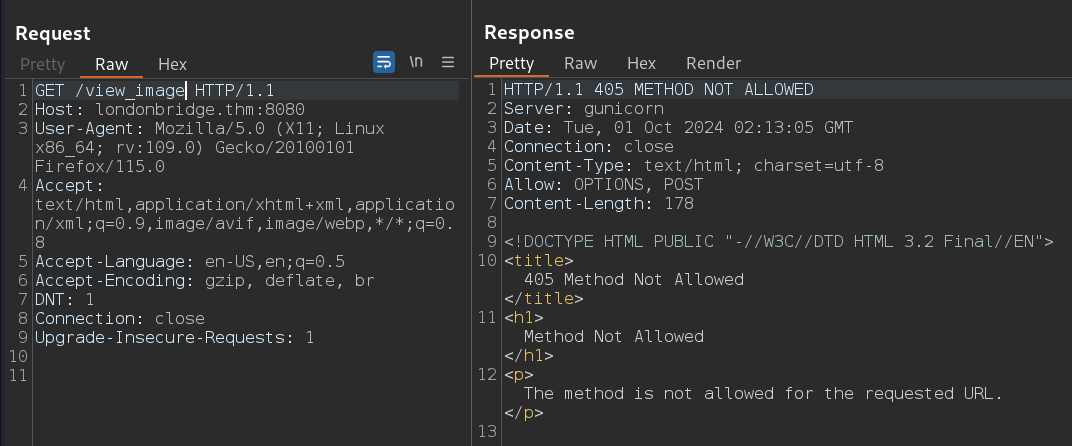 Request
Pretty Raw Hex \n
1 GET /view_image HTTP/1.1
2 Host: londonbridge.thm:8080
3 User-Agent: Mozilla/5.0 (X11; Linux
x86_64; rv:109.0) Gecko/20100101
Firefox/115.0
4 Accept:
text/html,application/xhtml+xml,applicatio
n/xml;q=0.9,image/avif,image/webp,*/*;q=0.
8
5 Accept-Language: en-US,en;q=0.5
6 Accept-Encoding: gzip, deflate, br
7 DNT: 1
8 Connection: close
9 Upgrade-Insecure-Requests: 1
10
11
Response
Pretty Raw Hex Render
1 HTTP/1.1 405 METHOD NOT ALLOWED
2 Server: gunicorn
3 Date: Tue, 01 Oct 2024 02:13:05 GMT
4 Connection: close
5 Content-Type: text/html; charset=utf-8
6 Allow: OPTIONS, POST
7 Content-Length: 178
8
9 <!DOCTYPE HTML PUBLIC "-//W3C//DTD HTML 3.2 Final//EN">
10 <title>
405 Method Not Allowed
</title>
11 <h1>
Method Not Allowed
</h1>
12 <p>
The method is not allowed for the requested URL.
</p>
13